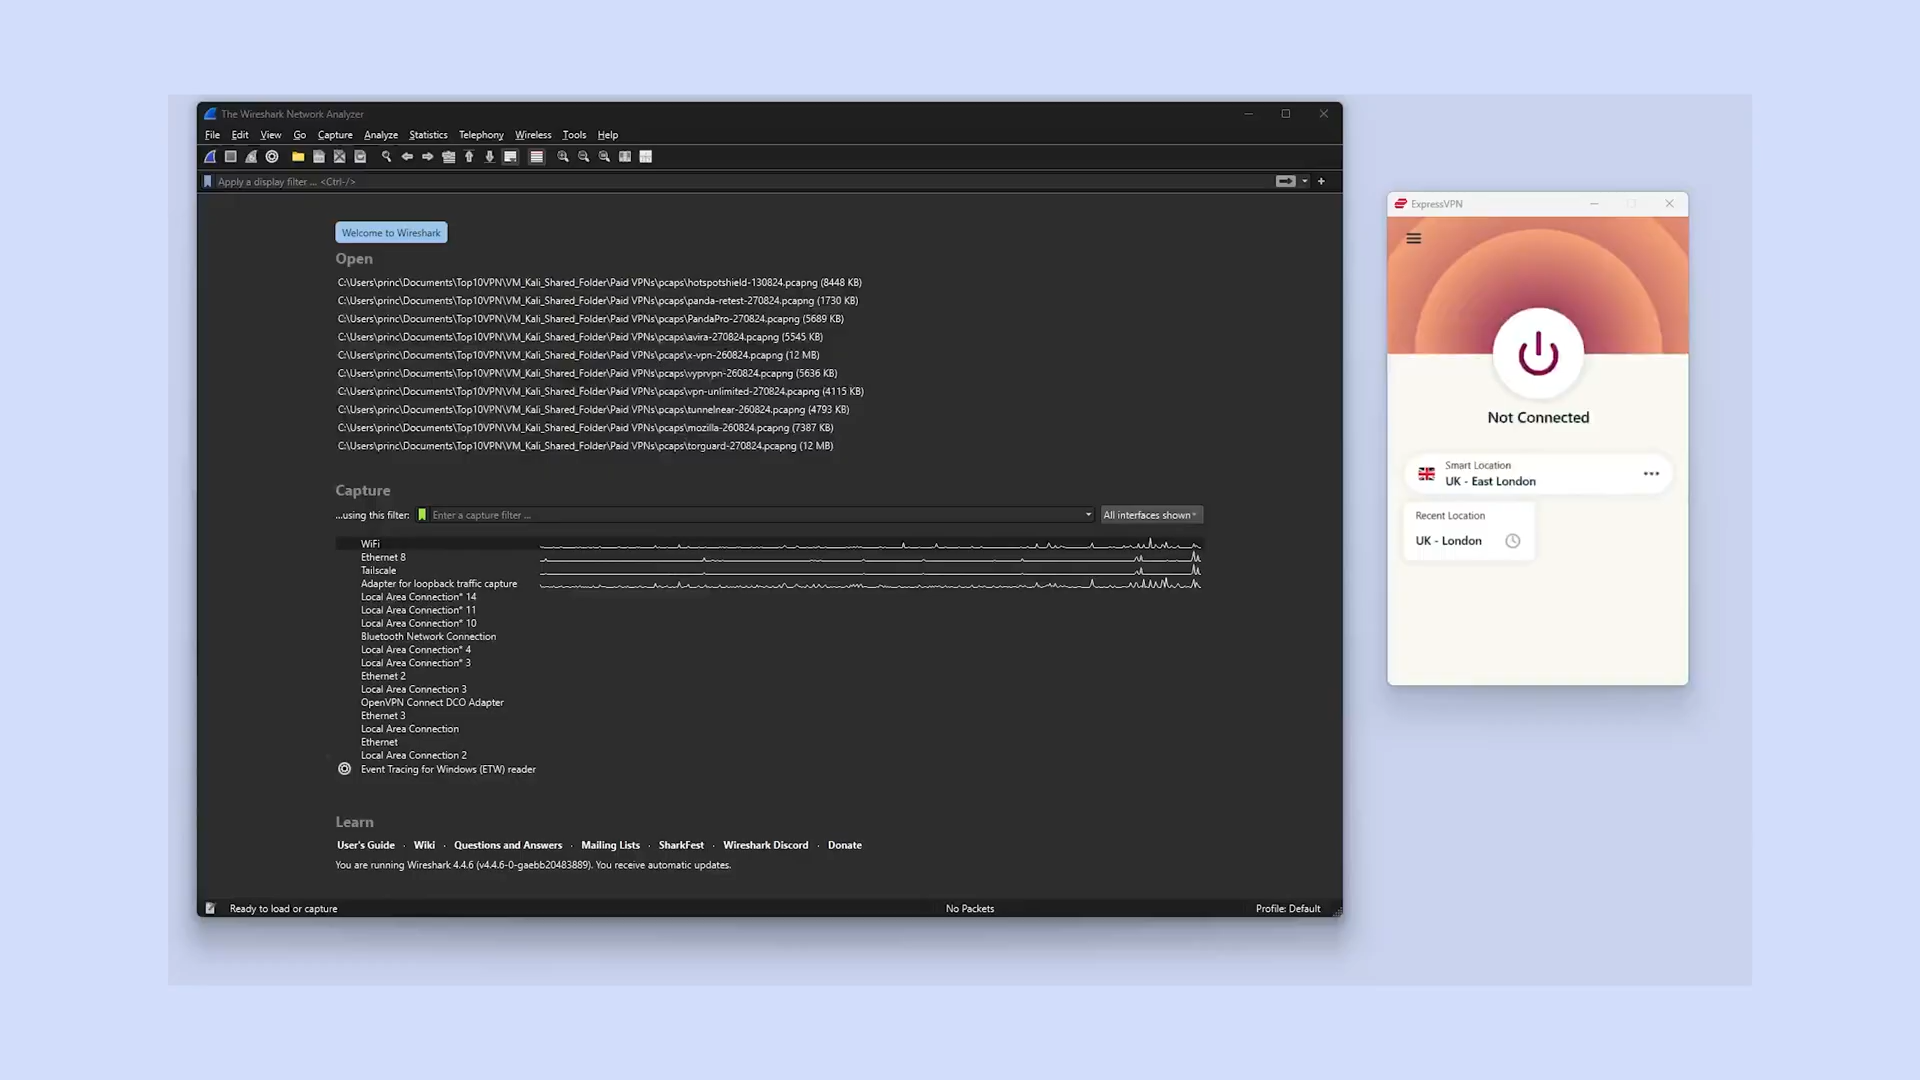 The Wireshark Network Analyzer
File Edit View Go Capture Analyze Statistics Telephony Wireless Tools Help
Apply a display filter ... <Ctrl-/>
Welcome to Wireshark
Open
C:\Users\princ\Documents\Top10VPN\VM_Kali_Shared_Folder\Paid VPNs\pcaps\hotspotshield-130824.pcapng (8448 KB)
C:\Users\princ\Documents\Top10VPN\VM_Kali_Shared_Folder\Paid VPNs\pcaps\panda-retest-270824.pcapng (1730 KB)
C:\Users\princ\Documents\Top10VPN\VM_Kali_Shared_Folder\Paid VPNs\pcaps\PandaPro-270824.pcapng (5689 KB)
C:\Users\princ\Documents\Top10VPN\VM_Kali_Shared_Folder\Paid VPNs\pcaps\avira-270824.pcapng (5545 KB)
C:\Users\princ\Documents\Top10VPN\VM_Kali_Shared_Folder\Paid VPNs\pcaps\x-vpn-260824.pcapng (12 MB)
C:\Users\princ\Documents\Top10VPN\VM_Kali_Shared_Folder\Paid VPNs\pcaps\vyprvpn-260824.pcapng (5636 KB)
C:\Users\princ\Documents\Top10VPN\VM_Kali_Shared_Folder\Paid VPNs\pcaps\vpn-unlimited-270824.pcapng (4115 KB)
C:\Users\princ\Documents\Top10VPN\VM_Kali_Shared_Folder\Paid VPNs\pcaps\tunnelnear-260824.pcapng (4793 KB)
C:\Users\princ\Documents\Top10VPN\VM_Kali_Shared_Folder\Paid VPNs\pcaps\mozilla-260824.pcapng (7387 KB)
C:\Users\princ\Documents\Top10VPN\VM_Kali_Shared_Folder\Paid VPNs\pcaps\torguard-270824.pcapng (12 MB)
Capture
...using this filter: Enter a capture filter ... All interfaces shown
WiFi
Ethernet 8
Tailscale
Adapter for loopback traffic capture
Local Area Connection* 14
Local Area Connection* 11
Local Area Connection* 10
Bluetooth Network Connection
Local Area Connection* 4
Local Area Connection* 3
Ethernet 2
Local Area Connection 3
OpenVPN Connect DCO Adapter
Ethernet 3
Local Area Connection
Ethernet
Local Area Connection 2
Event Tracing for Windows (ETW) reader
Learn
User's Guide · Wiki · Questions and Answers · Mailing Lists · SharkFest · Wireshark Discord · Donate
You are running Wireshark 4.4.6 (v4.4.6-0-gaebb20483889). You receive automatic updates.
Ready to load or capture No Packets Profile: Default
ExpressVPN
Not Connected
Smart Location
UK - East London
Recent Location
UK - London